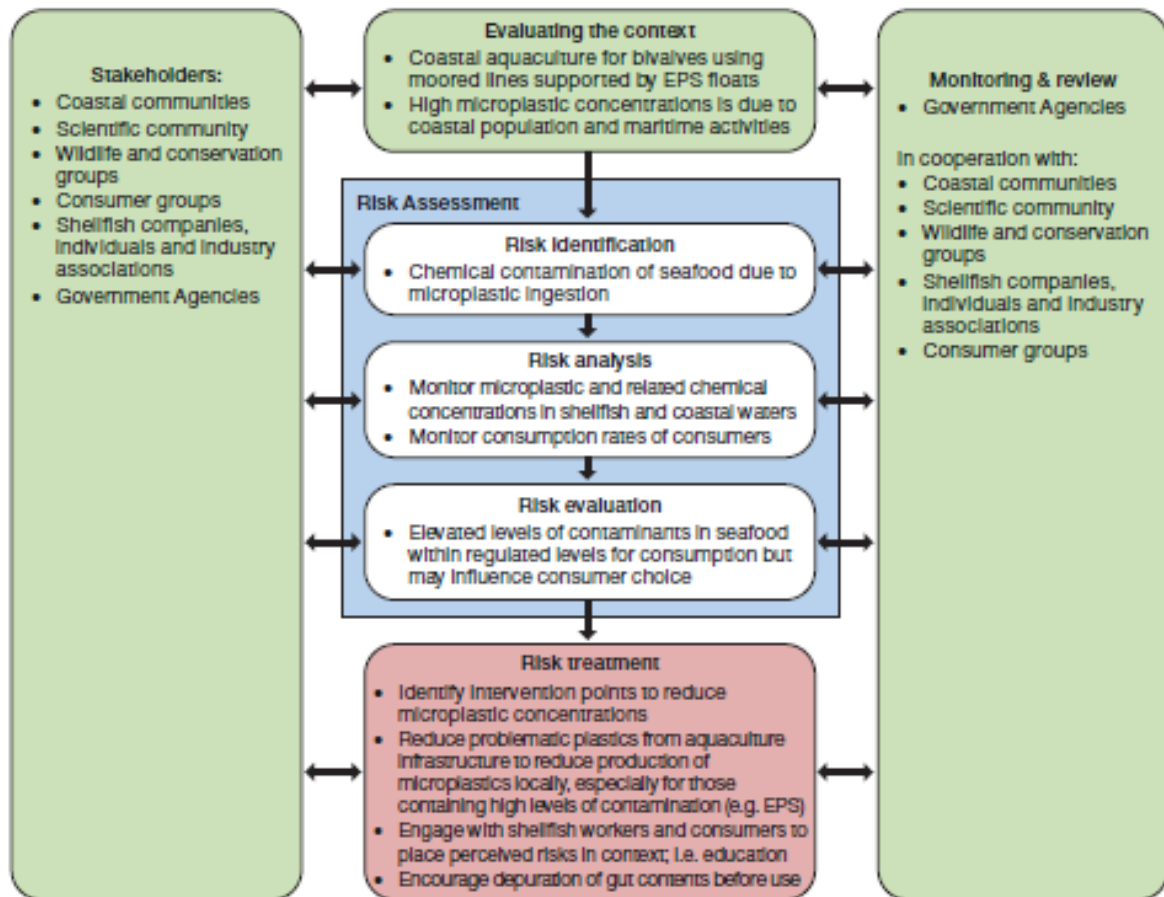 Stakeholders:
• Coastal communities
• Scientific community
• Wildlife and conservation
groups
• Consumer groups
• Shellfish companies,
individuals and industry
associations
• Government Agencies
Evaluating the context
• Coastal aquaculture for bivalves using
moored lines supported by EPS floats
• High microplastic concentrations is due to
coastal population and maritime activities
Risk Assessment
Risk identification
• Chemical contamination of seafood due to
microplastic ingestion
Risk analysis
• Monitor microplastic and related chemical
concentrations in shellfish and coastal waters
• Monitor consumption rates of consumers
Risk evaluation
• Elevated levels of contaminants in seafood
within regulated levels for consumption but
may influence consumer choice
Risk treatment
• Identify intervention points to reduce
microplastic concentrations
• Reduce problematic plastics from aquaculture
infrastructure to reduce production of
microplastics locally, especially for those
containing high levels of contamination (e.g. EPS)
• Engage with shellfish workers and consumers to
place perceived risks in context; i.e. education
• Encourage depuration of gut contents before use
Monitoring & review
• Government Agencies
In cooperation with:
• Coastal communities
• Scientific community
• Wildlife and conservation
groups
• Shellfish companies,
individuals and industry
associations
• Consumer groups